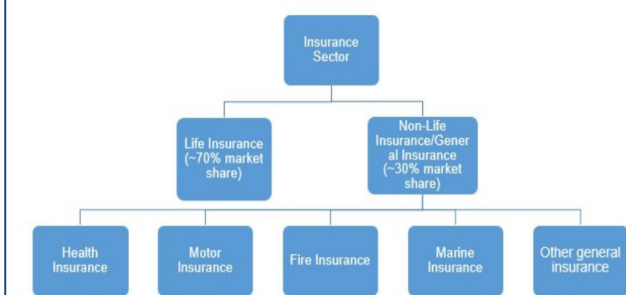 Insurance
Sector
Life Insurance
(~70% market
share)
Non-Life
Insurance/Gener
al Insurance
(~30% market
share)
Health
Insurance
Motor
Insurance
Fire Insurance
Marine
Insurance
Other general
insurance